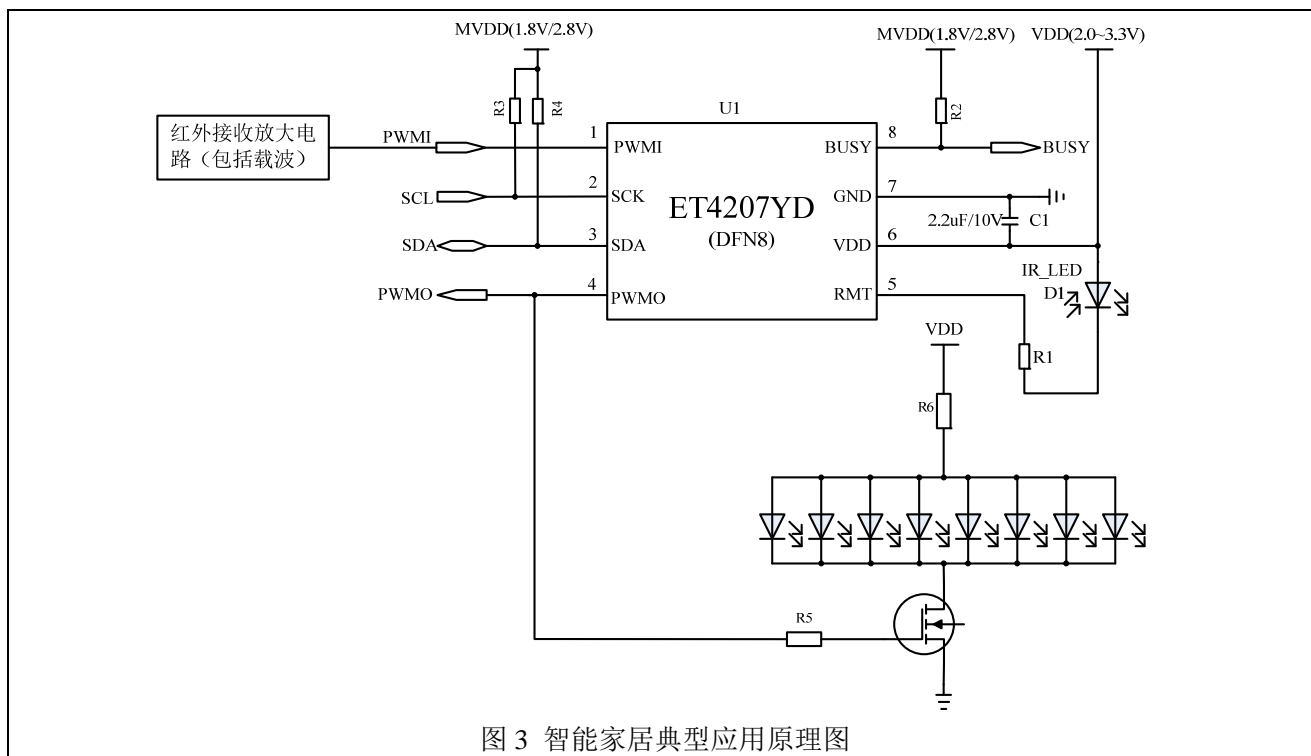 MVDD(1.8V/2.8V)
MVDD(1.8V/2.8V)
VDD(2.0~3.3V)
R3
R4
R2
U1
红外接收放大电
路（包括载波）
PWMI
1
PWMI
8
BUSY
BUSY
SCL
2
SCK
7
GND
ET4207YD
(DFN8)
2.2uF/10V
C1
SDA
3
SDA
6
VDD
IR_LED
D1
PWMO
4
PWMO
5
RMT
VDD
R1
R6
R5
图 3 智能家居典型应用原理图